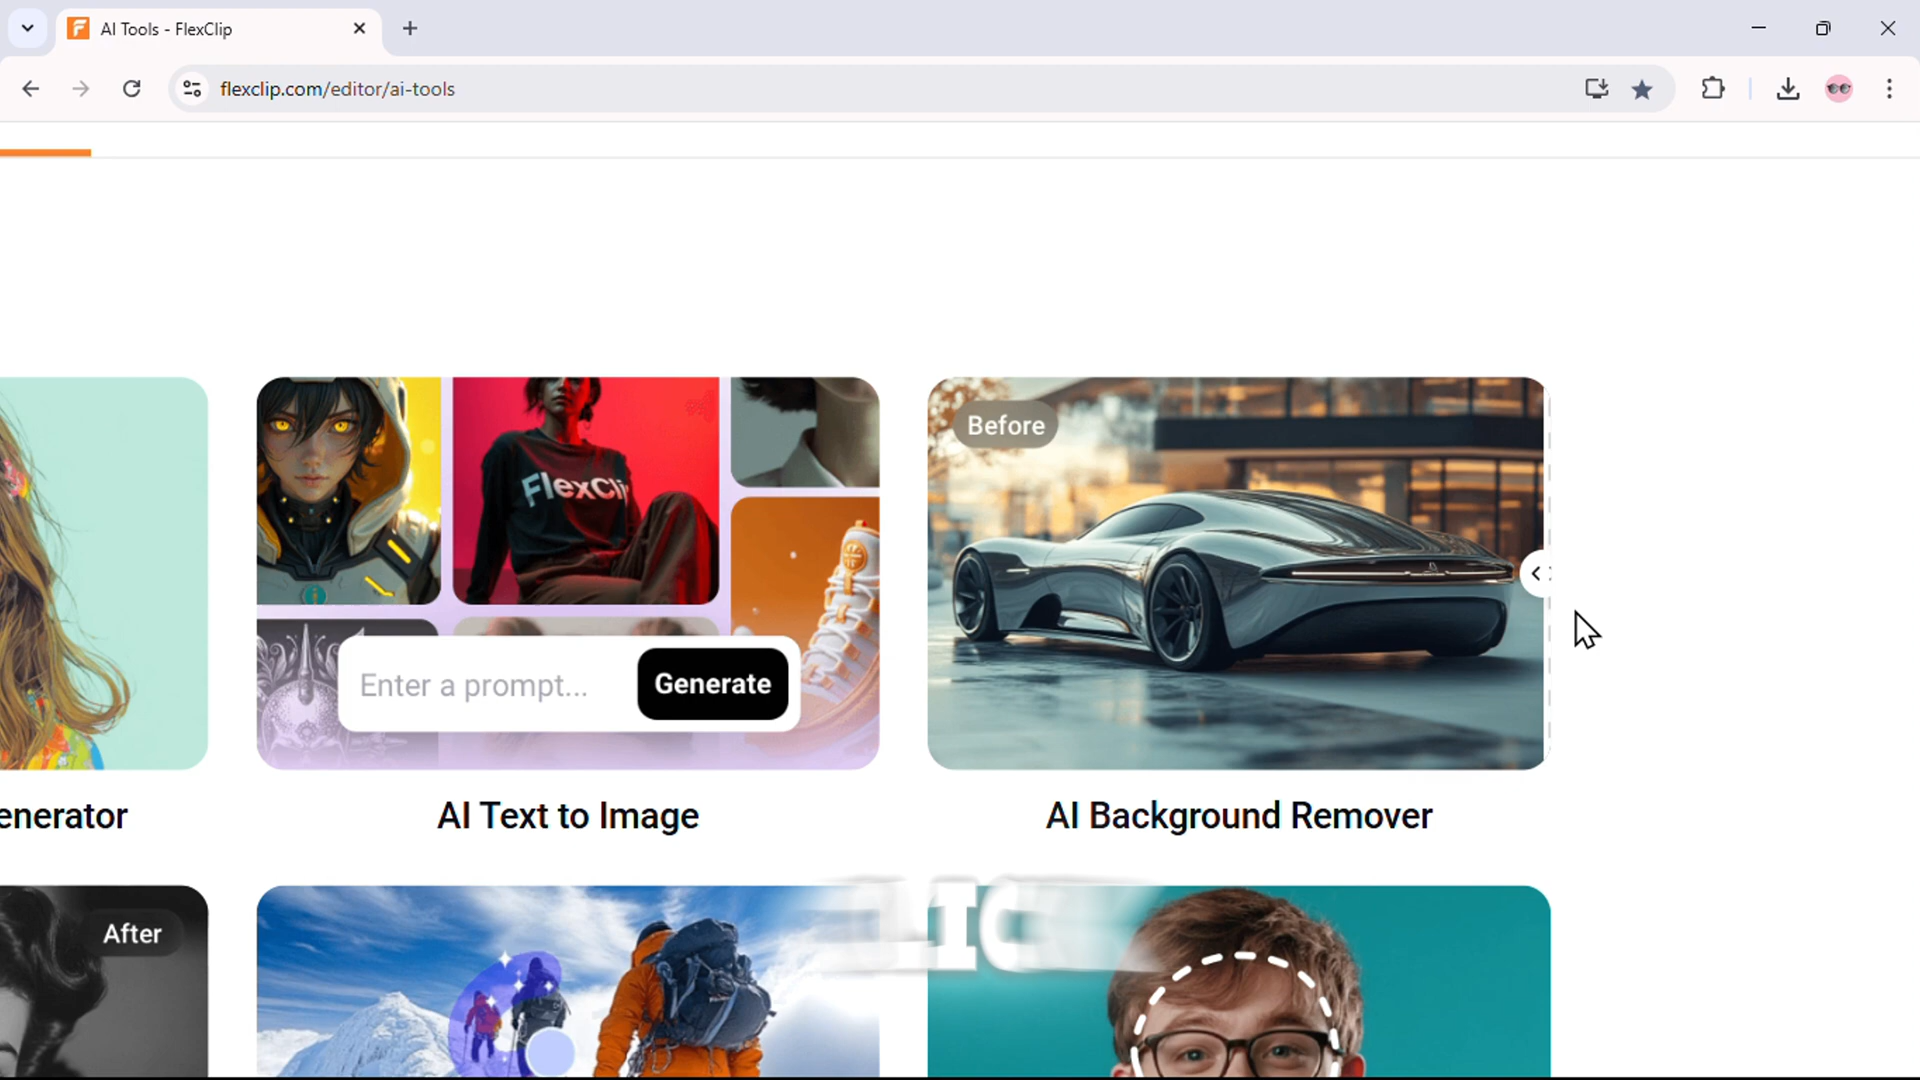 AI Tools - FlexClip
flexclip.com/editor/ai-tools
FlexCli
Before
Enter a prompt...
Generate
enerator
AI Text to Image
AI Background Remover
After
LIC